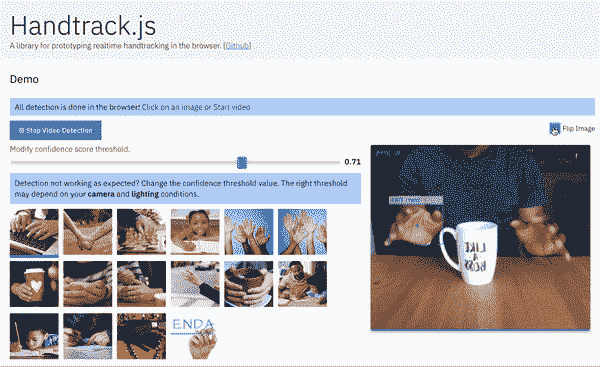 Handtrack.js
A library for prototyping realtime handtracking in the browser. [Github]
Demo
All detection is done in the browser! Click on an image or Start video
Stop Video Detection
Flip Image
Modify confidence score threshold.
0.71
Detection not working as expected? Change the confidence threshold value. The right threshold
may depend on your camera and lighting conditions.
LIKE
A
BOSS
ENDA